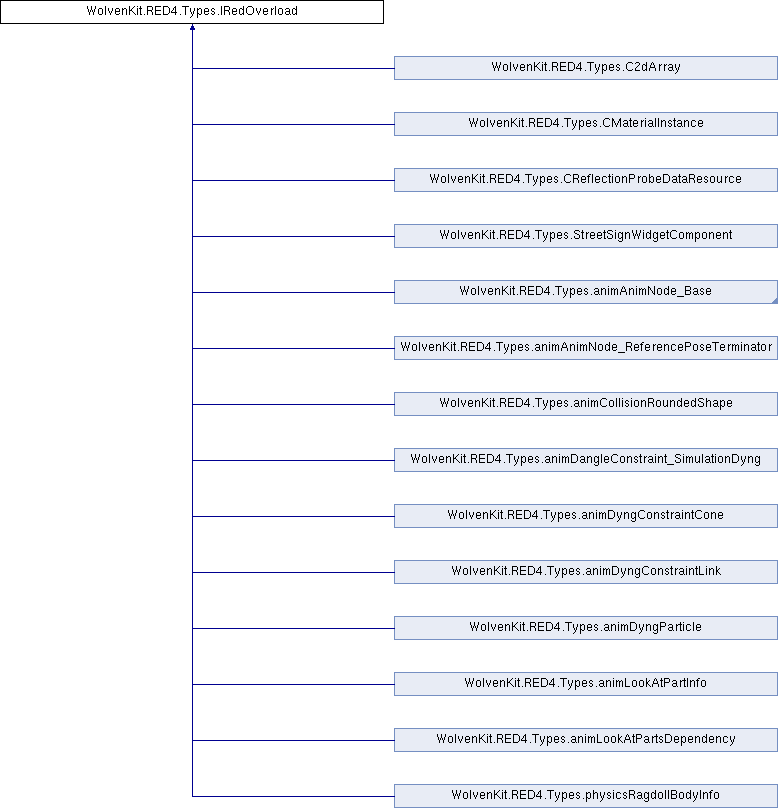 WolvenKit.RED4.Types.IRedOverload
WolvenKit.RED4.Types.C2dArray
WolvenKit.RED4.Types.CMaterialInstance
WolvenKit.RED4.Types.CReflectionProbeDataResource
WolvenKit.RED4.Types.StreetSignWidgetComponent
WolvenKit.RED4.Types.animAnimNode_Base
WolvenKit.RED4.Types.animAnimNode_ReferencePoseTerminator
WolvenKit.RED4.Types.animCollisionRoundedShape
WolvenKit.RED4.Types.animDangleConstraint_SimulationDyng
WolvenKit.RED4.Types.animDyngConstraintCone
WolvenKit.RED4.Types.animDyngConstraintLink
WolvenKit.RED4.Types.animDyngParticle
WolvenKit.RED4.Types.animLookAtPartInfo
WolvenKit.RED4.Types.animLookAtPartsDependency
WolvenKit.RED4.Types.physicsRagdollBodyInfo